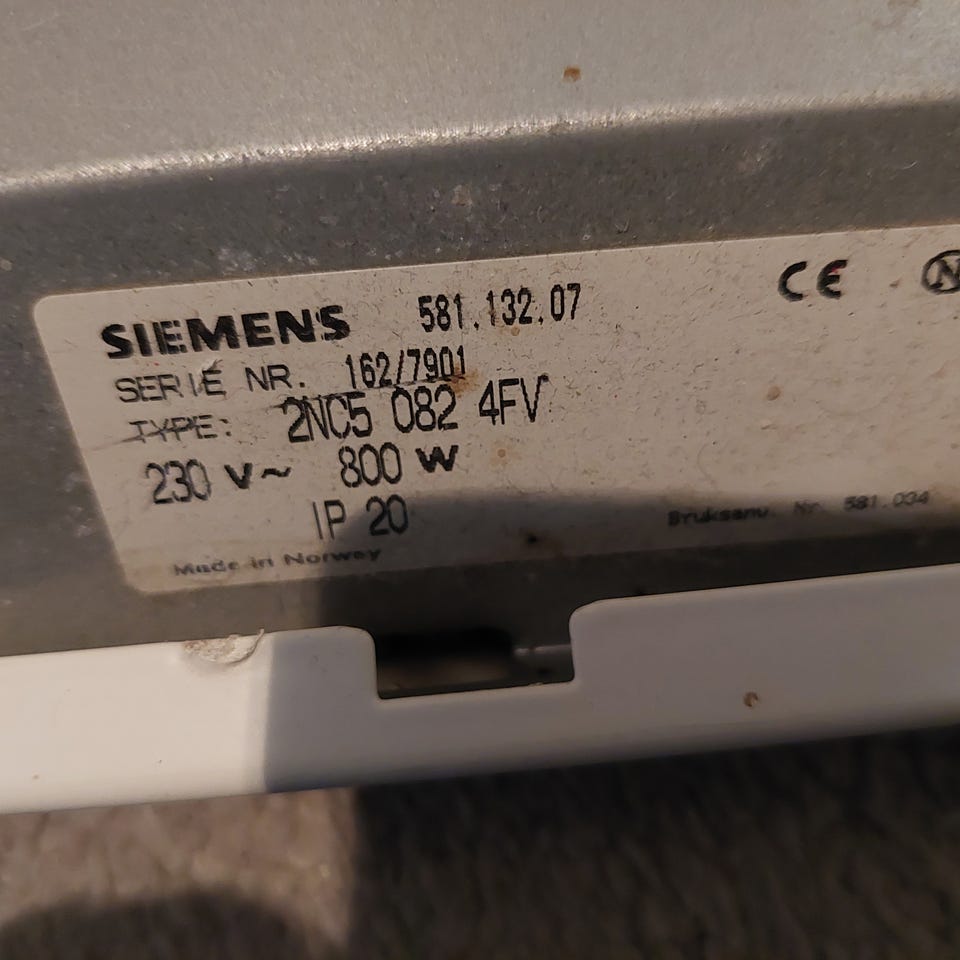 SIEMENS 581.132.07 CE N
SERIE NR. 162/7901
TYPE: 2NC5 082 4FV
230 V~ 800 W
IP 20
Bruksanv. Nr. 581.034
Made in Norway